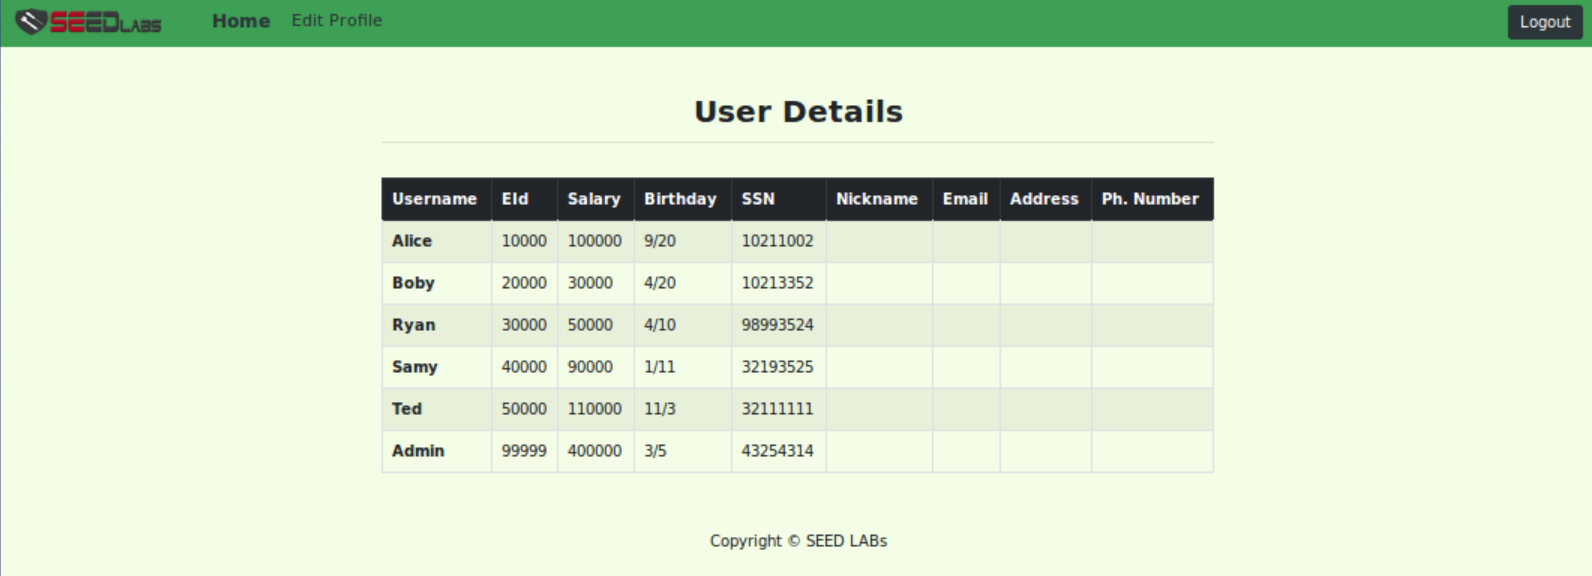 SEEDLABS Home Edit Profile Logout
User Details
Username EId Salary Birthday SSN Nickname Email Address Ph. Number
Alice 10000 100000 9/20 10211002
Boby 20000 30000 4/20 10213352
Ryan 30000 50000 4/10 98993524
Samy 40000 90000 1/11 32193525
Ted 50000 110000 11/3 32111111
Admin 99999 400000 3/5 43254314
Copyright © SEED LABs